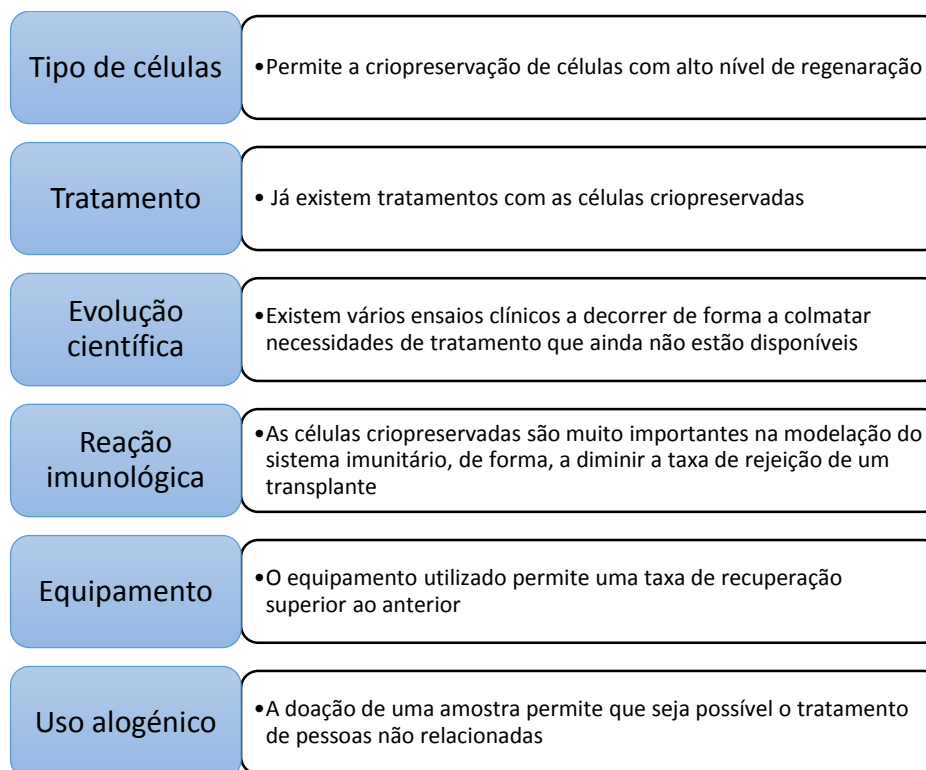 Tipo de células
•Permite a criopreservação de células com alto nível de regenaração
Tratamento
• Já existem tratamentos com as células criopreservadas
Evolução
científica
•Existem vários ensaios clínicos a decorrer de forma a colmatar
necessidades de tratamento que ainda não estão disponíveis
Reação
imunológica
•As células criopreservadas são muito importantes na modelação do
sistema imunitário, de forma, a diminir a taxa de rejeição de um
transplante
Equipamento
•O equipamento utilizado permite uma taxa de recuperação
superior ao anterior
Uso alogénico
•A doação de uma amostra permite que seja possível o tratamento
de pessoas não relacionadas